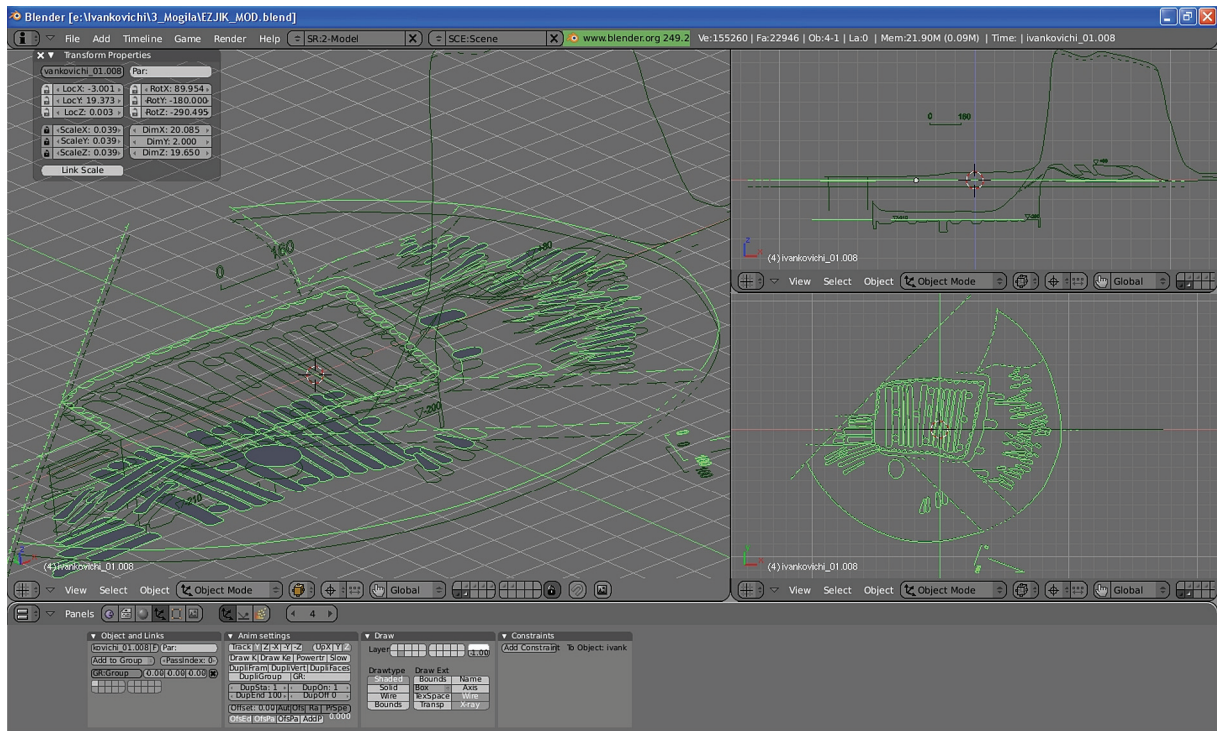 Blender [e:\Ivankovichi\3_Mogila\EZJIK_MOD.blend]
File Add Timeline Game Render Help SR:2-Model X SCE:Scene X www.blender.org 249.2 Ve:155260 | Fa:22946 | Ob:4-1 | La:0 | Mem:21.90M (0.09M) | Time: | ivankovichi_01.008
Transform Properties
vankovichi_01.008 Par:
LocX: -3.001 RotX: 89.954
LocY: 19.373 RotY: -180.000
LocZ: 0.003 RotZ: -290.495
ScaleX: 0.039 DimX: 20.085
ScaleY: 0.039 DimY: 2.000
ScaleZ: 0.039 DimZ: 19.650
Link Scale
0 160
-200
-210
(4) ivankovichi_01.008
View Select Object Object Mode Global
0 160
(4) ivankovichi_01.008
View Select Object Object Mode Global
(4) ivankovichi_01.008
View Select Object Object Mode Global
Panels 4
Object and Links
kovichi_01.008 F Par:
Add to Group PassIndex: 0
GR:Group 0.00 0.00 0.00
Anim settings
Track Y Z -X -Y -Z UpX Y Z
Draw K Draw Ke Powertr Slow
DupliFram DupliVert DupliFaces
DupliGroup GR:
DupSta: 1 DupOn: 1
DupEnd 100 DupOff 0
Offset: 0.00 Aut Ofs Ra P/Spe
OfsEd OfsPa OfsPa AddP 0.000
Draw
Layer 1.00
Drawtype Draw Ext
Shaded Bounds Name
Solid Box Axis
Wire TexSpace Wire
Bounds Transp X-ray
Constraints
Add Constraint To Object: ivank